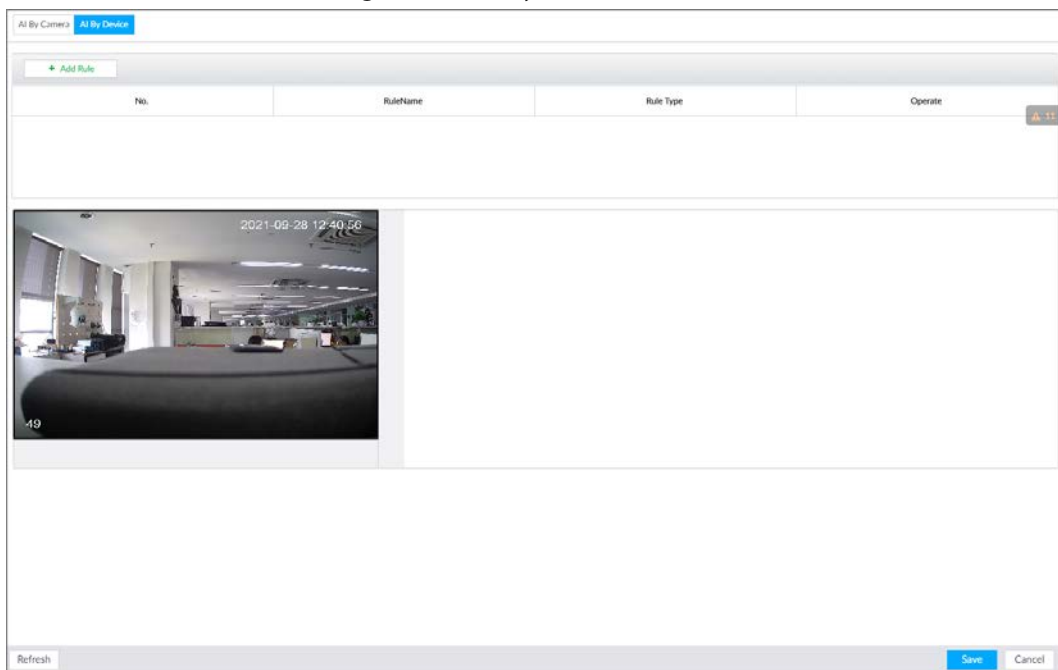 AI By Camera AI By Device
+ Add Rule
No. RuleName Rule Type Operate
11
2021-09-28 12:40:56
49
Refresh Save Cancel